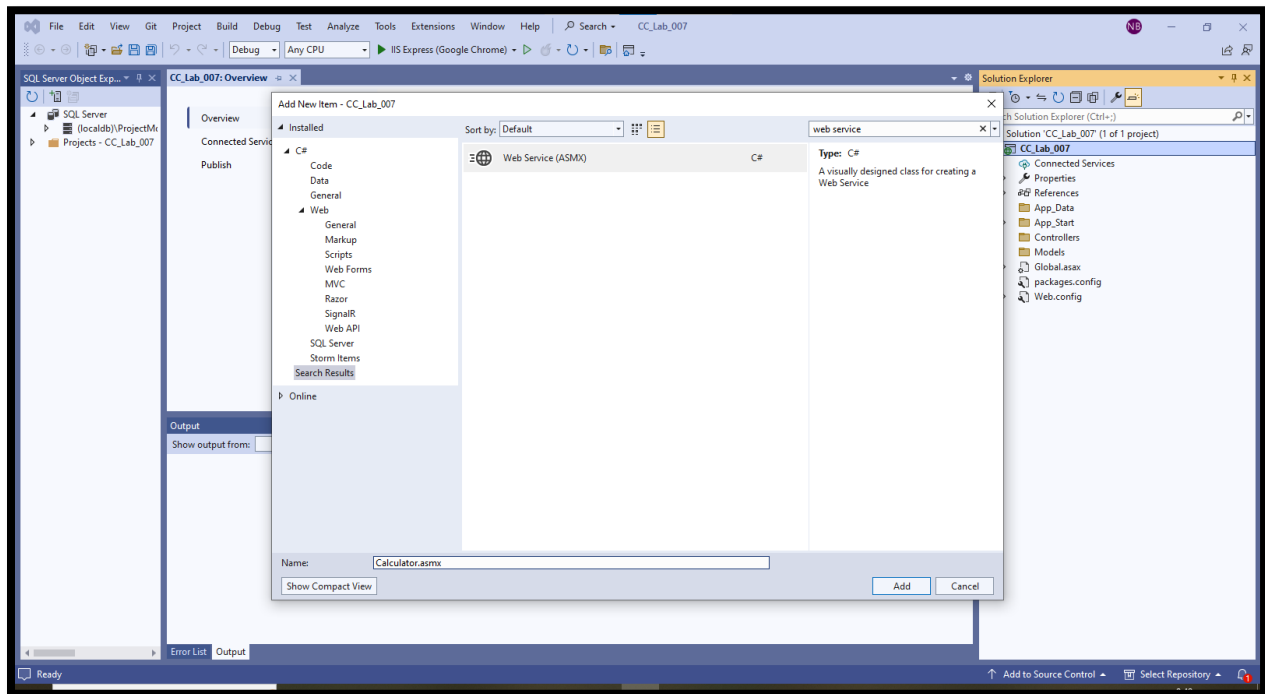 File Edit View Git Project Build Debug Test Analyze Tools Extensions Window Help Search CC_Lab_007 NB
Debug Any CPU IIS Express (Google Chrome)
SQL Server Object Exp...
SQL Server
(localdb)\ProjectMo
Projects - CC_Lab_007
CC_Lab_007: Overview
Overview
Connected Servic
Publish
Output
Show output from:
Error List Output
Add New Item - CC_Lab_007
Installed
C#
Code
Data
General
Web
General
Markup
Scripts
Web Forms
MVC
Razor
SignalR
Web API
SQL Server
Storm Items
Search Results
Online
Sort by: Default
web service
Web Service (ASMX) C#
Type: C#
A visually designed class for creating a
Web Service
Name: Calculator.asmx
Show Compact View
Add Cancel
Solution Explorer
ch Solution Explorer (Ctrl+;)
Solution 'CC_Lab_007' (1 of 1 project)
CC_Lab_007
Connected Services
Properties
References
App_Data
App_Start
Controllers
Models
Global.asax
packages.config
Web.config
Ready Add to Source Control Select Repository 1